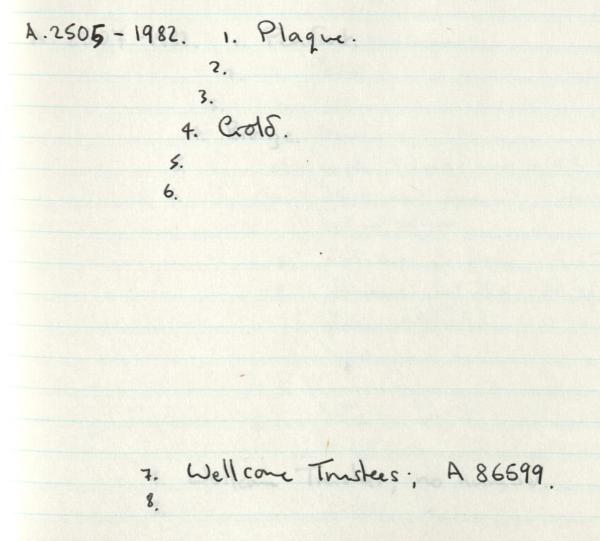 A.2505-1982. 1. Plaque.
2.
3.
4. Gold.
5.
6.
7. Wellcome Trustees; A 86599.
8.